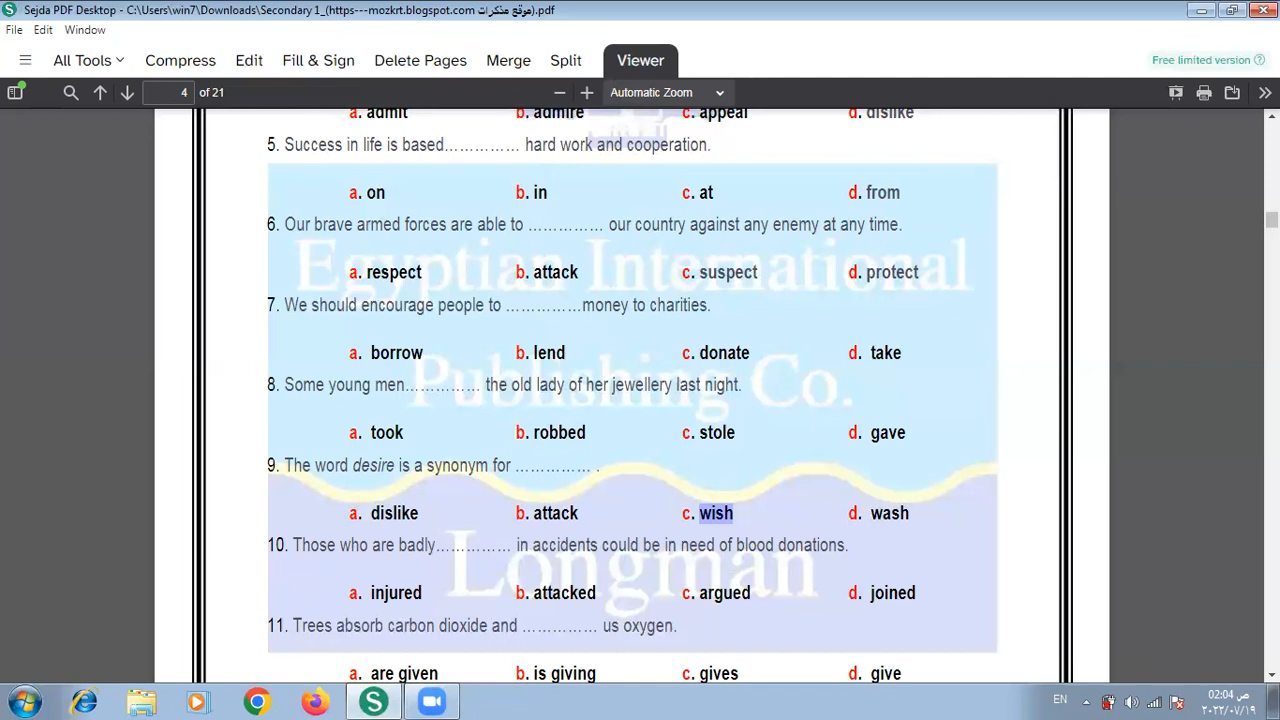 Sejda PDF Desktop - C:\Users\win7\Downloads\Secondary 1_(https---mozkrt.blogspot.com موقع مذكرات).pdf
File Edit Window
All Tools Compress Edit Fill & Sign Delete Pages Merge Split Viewer Free limited version
4 of 21 Automatic Zoom
a. admit b. admire c. appeal d. dislike
5. Success in life is based…………… hard work and cooperation.
a. on b. in c. at d. from
6. Our brave armed forces are able to …………… our country against any enemy at any time.
a. respect b. attack c. suspect d. protect
7. We should encourage people to ……………money to charities.
a. borrow b. lend c. donate d. take
8. Some young men…………… the old lady of her jewellery last night.
a. took b. robbed c. stole d. gave
9. The word desire is a synonym for …………… .
a. dislike b. attack c. wish d. wash
10. Those who are badly…………… in accidents could be in need of blood donations.
a. injured b. attacked c. argued d. joined
11. Trees absorb carbon dioxide and …………… us oxygen.
a. are given b. is giving c. gives d. give
Egyptian International
Publishing Co.
Longman
EN
02:04 ص
٢٠٢٢/٠٧/١٩